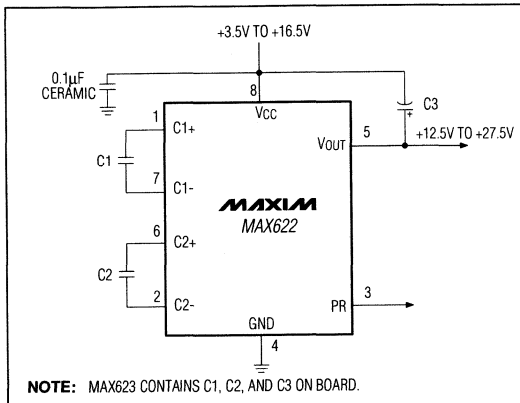 +3.5V TO +16.5V
0.1µF
CERAMIC
8
VCC
C3
+
1
C1+
5
VOUT
+12.5V TO +27.5V
C1
7
C1-
MAXIM
MAX622
6
C2+
C2
2
C2-
3
PR
GND
4
NOTE: MAX623 CONTAINS C1, C2, AND C3 ON BOARD.